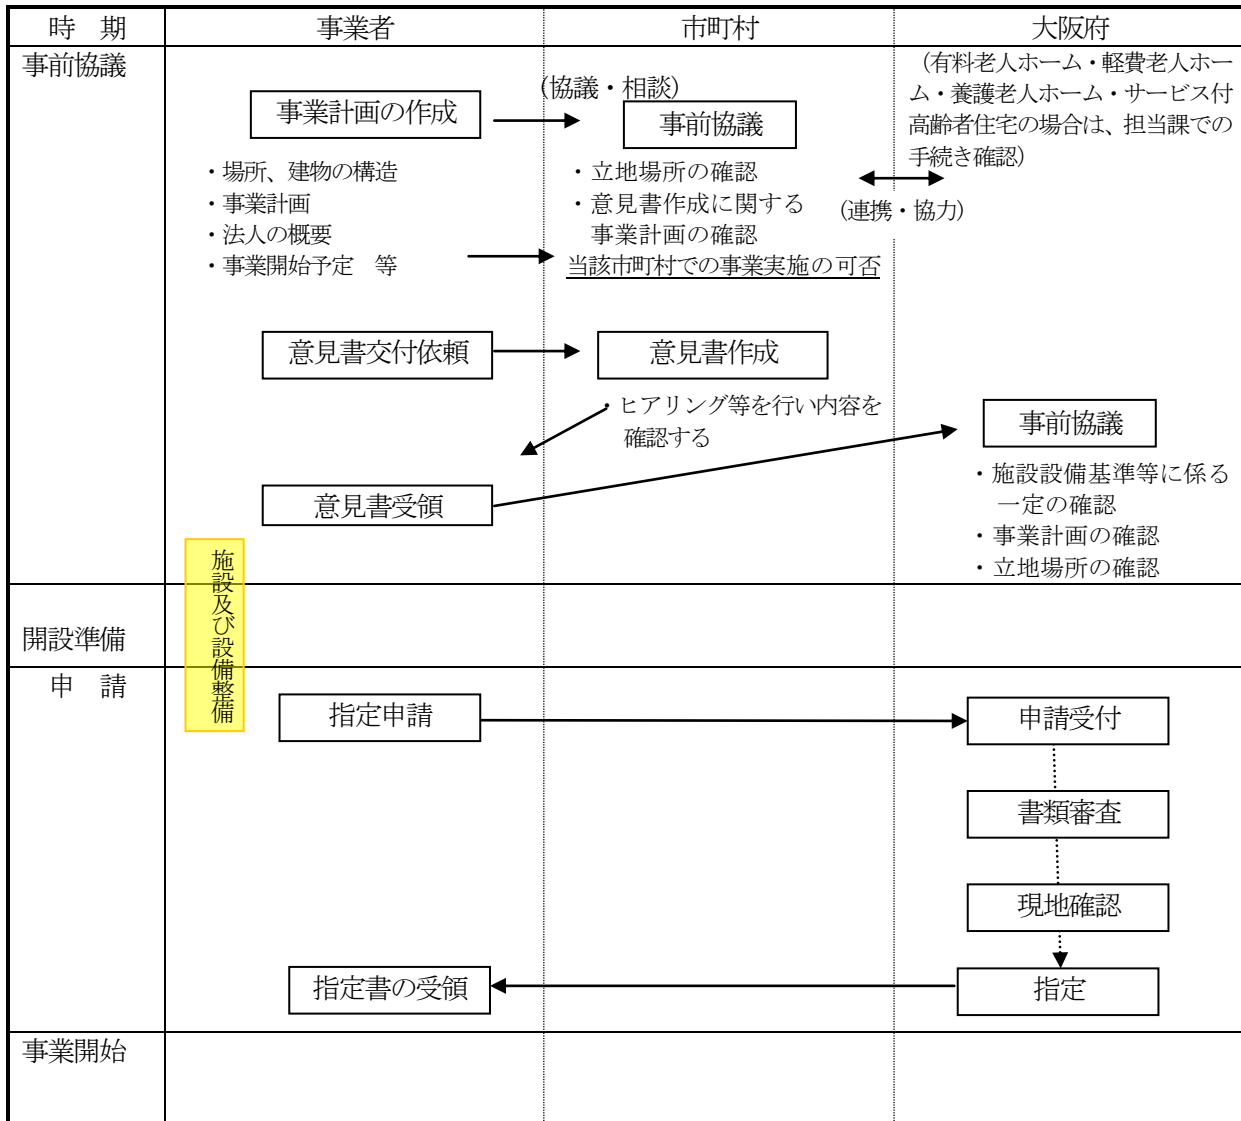 時　期
事業者
市町村
大阪府
事前協議
（有料老人ホーム・軽費老人ホー
ム・養護老人ホーム・サービス付
高齢者住宅の場合は、担当課での
手続き確認）
（協議・相談）
事業計画の作成
事前協議
・場所、建物の構造
・事業計画
・法人の概要
・事業開始予定　等
・立地場所の確認
・意見書作成に関する
事業計画の確認
当該市町村での事業実施の可否
（連携・協力）
意見書交付依頼
意見書作成
・ヒアリング等を行い内容を
確認する
事前協議
・施設設備基準等に係る
一定の確認
・事業計画の確認
・立地場所の確認
意見書受領
施設及び設備整備
開設準備
申　請
指定申請
申請受付
書類審査
現地確認
指定書の受領
指定
事業開始